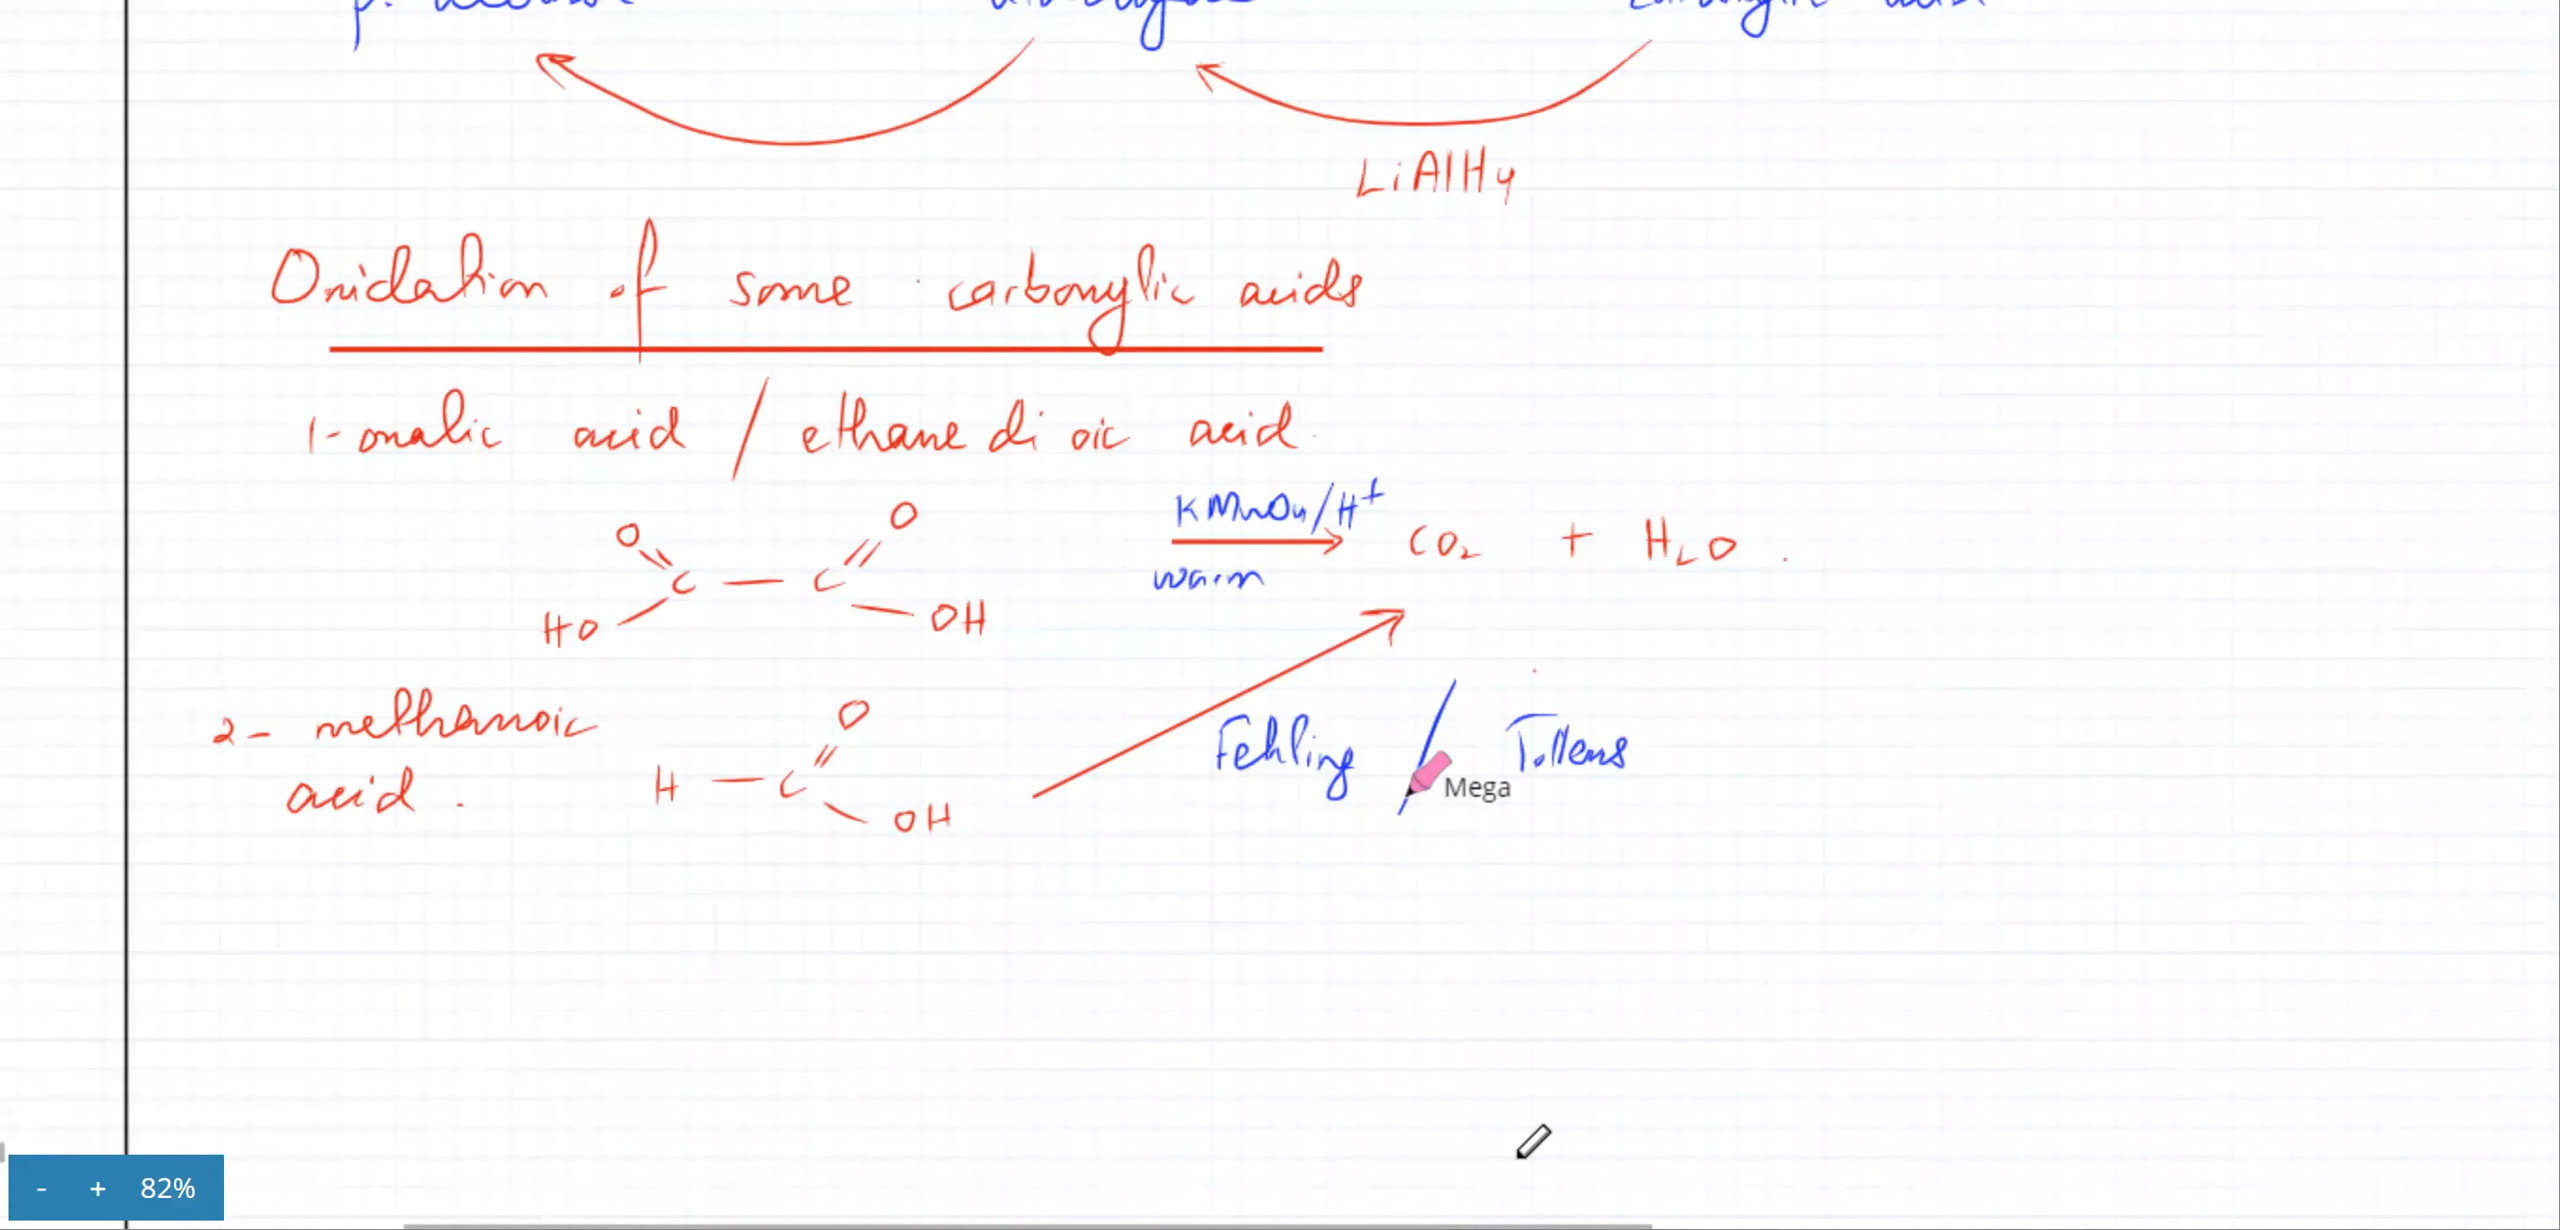 LiAlH4
Oxidation of some carboxylic acids
1- oxalic acid / ethane di oic acid.
O O
C — C
HO OH
KMnO4/H+
warm
CO2 + H2O .
2- methanoic
acid .
O
H — C
OH
Fehling / Tollens
Mega
- + 82%